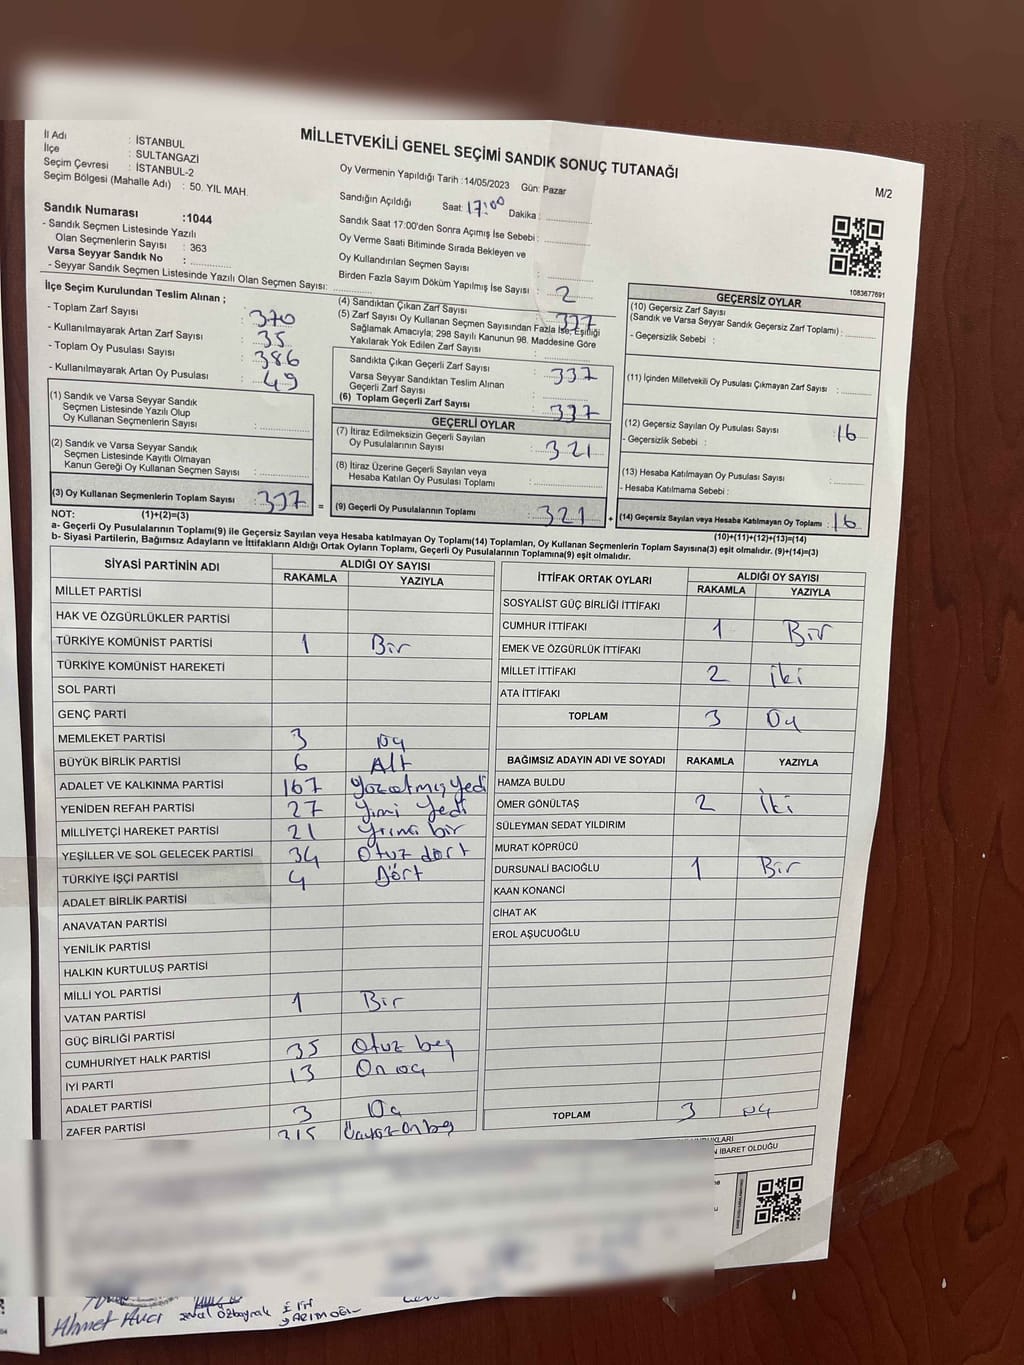 MİLLETVEKİLİ GENEL SEÇİMİ SANDIK SONUÇ TUTANAĞI
M/2
İl Adı : İSTANBUL
İlçe : SULTANGAZİ
Seçim Çevresi : İSTANBUL-2
Seçim Bölgesi (Mahalle Adı) : 50. YIL MAH.
Sandık Numarası :1044
- Sandık Seçmen Listesinde Yazılı
Olan Seçmenlerin Sayısı : 363
Varsa Seyyar Sandık No :
- Seyyar Sandık Seçmen Listesinde Yazılı Olan Seçmen Sayısı:
Oy Vermenin Yapıldığı Tarih :14/05/2023 Gün: Pazar
Sandığın Açıldığı Saat: 17:00 Dakika :
Sandık Saat 17:00'den Sonra Açılmış İse Sebebi :
Oy Verme Saati Bitiminde Sırada Bekleyen ve
Oy Kullandırılan Seçmen Sayısı :
Birden Fazla Sayım Döküm Yapılmış İse Sayısı : 2
1083677691
İlçe Seçim Kurulundan Teslim Alınan ;
- Toplam Zarf Sayısı : 370
- Kullanılmayarak Artan Zarf Sayısı : 35
- Toplam Oy Pusulası Sayısı : 386
- Kullanılmayarak Artan Oy Pusulası : 49
(1) Sandık ve Varsa Seyyar Sandık
Seçmen Listesinde Yazılı Olup
Oy Kullanan Seçmenlerin Sayısı :
(2) Sandık ve Varsa Seyyar Sandık
Seçmen Listesinde Kayıtlı Olmayan
Kanun Gereği Oy Kullanan Seçmen Sayısı :
(3) Oy Kullanan Seçmenlerin Toplam Sayısı : 337
(4) Sandıktan Çıkan Zarf Sayısı : 337
(5) Zarf Sayısı Oy Kullanan Seçmen Sayısından Fazla İse, Eşitliği
Sağlamak Amacıyla; 298 Sayılı Kanunun 98. Maddesine Göre
Yakılarak Yok Edilen Zarf Sayısı :
Sandıkta Çıkan Geçerli Zarf Sayısı : 337
Varsa Seyyar Sandıktan Teslim Alınan
Geçerli Zarf Sayısı :
(6) Toplam Geçerli Zarf Sayısı : 337
GEÇERLİ OYLAR
(7) İtiraz Edilmeksizin Geçerli Sayılan
Oy Pusulalarının Sayısı : 321
(8) İtiraz Üzerine Geçerli Sayılan veya
Hesaba Katılan Oy Pusulası Toplamı :
= (9) Geçerli Oy Pusulalarının Toplamı : 321
GEÇERSİZ OYLAR
(10) Geçersiz Zarf Sayısı
(Sandık ve Varsa Seyyar Sandık Geçersiz Zarf Toplamı) :
- Geçersizlik Sebebi :
(11) İçinden Milletvekili Oy Pusulası Çıkmayan Zarf Sayısı :
(12) Geçersiz Sayılan Oy Pusulası Sayısı : 16
- Geçersizlik Sebebi :
(13) Hesaba Katılmayan Oy Pusulası Sayısı :
- Hesaba Katılmama Sebebi :
+ (14) Geçersiz Sayılan veya Hesaba Katılmayan Oy Toplamı : 16
NOT: (1)+(2)=(3)
(10)+(11)+(12)+(13)=(14)
a- Geçerli Oy Pusulalarının Toplamı(9) ile Geçersiz Sayılan veya Hesaba katılmayan Oy Toplamı(14) Toplamları, Oy Kullanan Seçmenlerin Toplam Sayısına(3) eşit olmalıdır. (9)+(14)=(3)
b- Siyasi Partilerin, Bağımsız Adayların ve İttifakların Aldığı Ortak Oyların Toplamı, Geçerli Oy Pusulalarının Toplamına(9) eşit olmalıdır.
SİYASİ PARTİNİN ADI
ALDIĞI OY SAYISI
RAKAMLA YAZIYLA
MİLLET PARTİSİ
HAK VE ÖZGÜRLÜKLER PARTİSİ
TÜRKİYE KOMÜNİST PARTİSİ 1 Bir
TÜRKİYE KOMÜNİST HAREKETİ
SOL PARTİ
GENÇ PARTİ
MEMLEKET PARTİSİ 3 Üç
BÜYÜK BİRLİK PARTİSİ 6 Altı
ADALET VE KALKINMA PARTİSİ 167 Yüzatmış yedi
YENİDEN REFAH PARTİSİ 27 Yirmi Yedi
MİLLİYETÇİ HAREKET PARTİSİ 21 Yirmi bir
YEŞİLLER VE SOL GELECEK PARTİSİ 34 Otuz dört
TÜRKİYE İŞÇİ PARTİSİ 4 Dört
ADALET BİRLİK PARTİSİ
ANAVATAN PARTİSİ
YENİLİK PARTİSİ
HALKIN KURTULUŞ PARTİSİ
MİLLİ YOL PARTİSİ
VATAN PARTİSİ 1 Bir
GÜÇ BİRLİĞİ PARTİSİ
CUMHURİYET HALK PARTİSİ 35 Otuz beş
İYİ PARTİ 13 On üç
ADALET PARTİSİ
ZAFER PARTİSİ 3 Üç
315 Üçyüz on beş
İTTİFAK ORTAK OYLARI
ALDIĞI OY SAYISI
RAKAMLA YAZIYLA
SOSYALİST GÜÇ BİRLİĞİ İTTİFAKI
CUMHUR İTTİFAKI 1 Bir
EMEK VE ÖZGÜRLÜK İTTİFAKI
MİLLET İTTİFAKI 2 İki
ATA İTTİFAKI
TOPLAM 3 Üç
BAĞIMSIZ ADAYIN ADI VE SOYADI RAKAMLA YAZIYLA
HAMZA BULDU
ÖMER GÖNÜLTAŞ 2 İki
SÜLEYMAN SEDAT YILDIRIM
MURAT KÖPRÜCÜ
DURSUNALİ BACIOĞLU 1 Bir
KAAN KONANCİ
CİHAT AK
EROL AŞUCUOĞLU
TOPLAM 3 Üç
N İBARET OLDUĞU
Ahmet Avcı